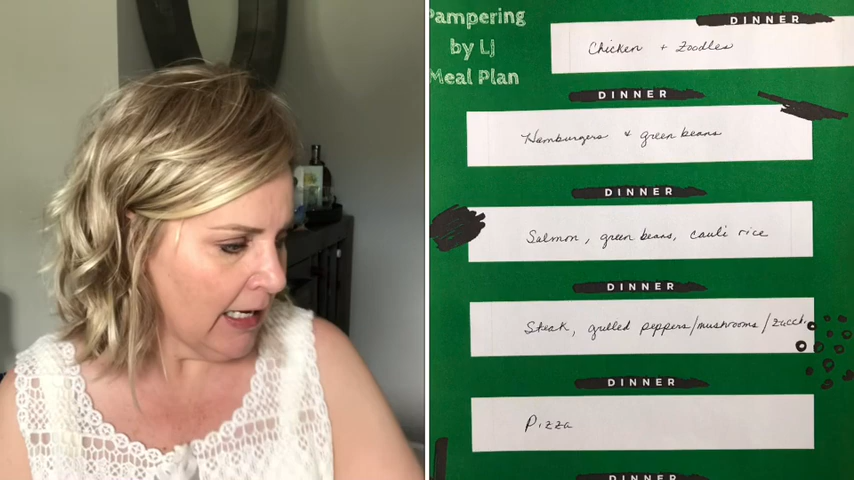 Pampering
by Lj
Meal Plan
DINNER
Chicken + Zoodles
DINNER
Hamburgers & green beans
DINNER
Salmon, green beans, cauli rice
DINNER
Steak, grilled peppers/mushrooms/zucch.
DINNER
Pizza
DINNER